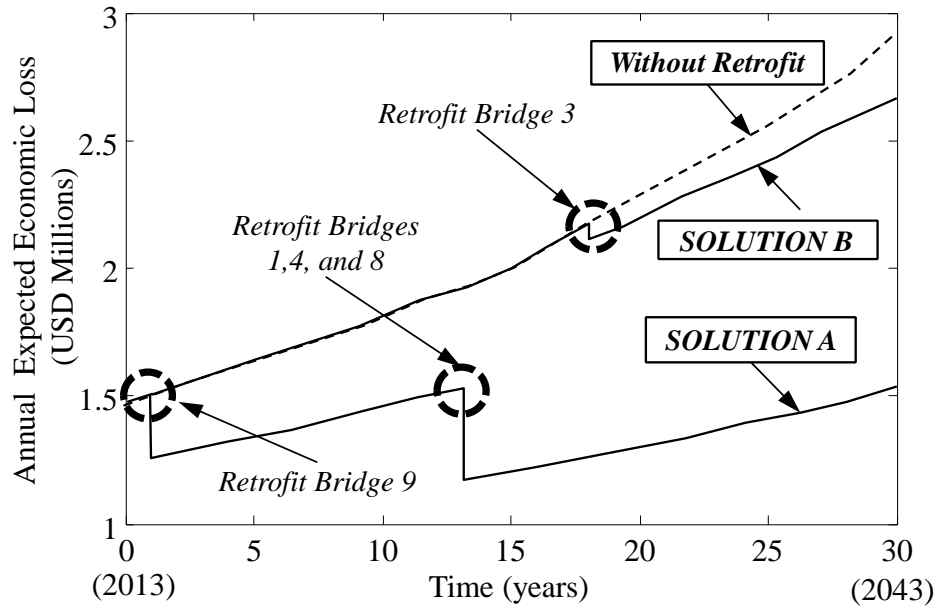 3
2.5
2
1.5
1
Annual Expected Economic Loss
(USD Millions)
Without Retrofit
Retrofit Bridge 3
Retrofit Bridges
1,4, and 8
SOLUTION B
SOLUTION A
Retrofit Bridge 9
0 5 10 15 20 25 30
(2013) Time (years) (2043)